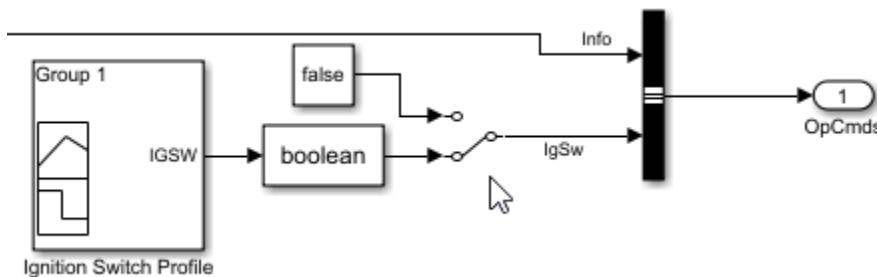 Info
Group 1
false
1
OpCmds
IGSW
boolean
IgSw
Ignition Switch Profile